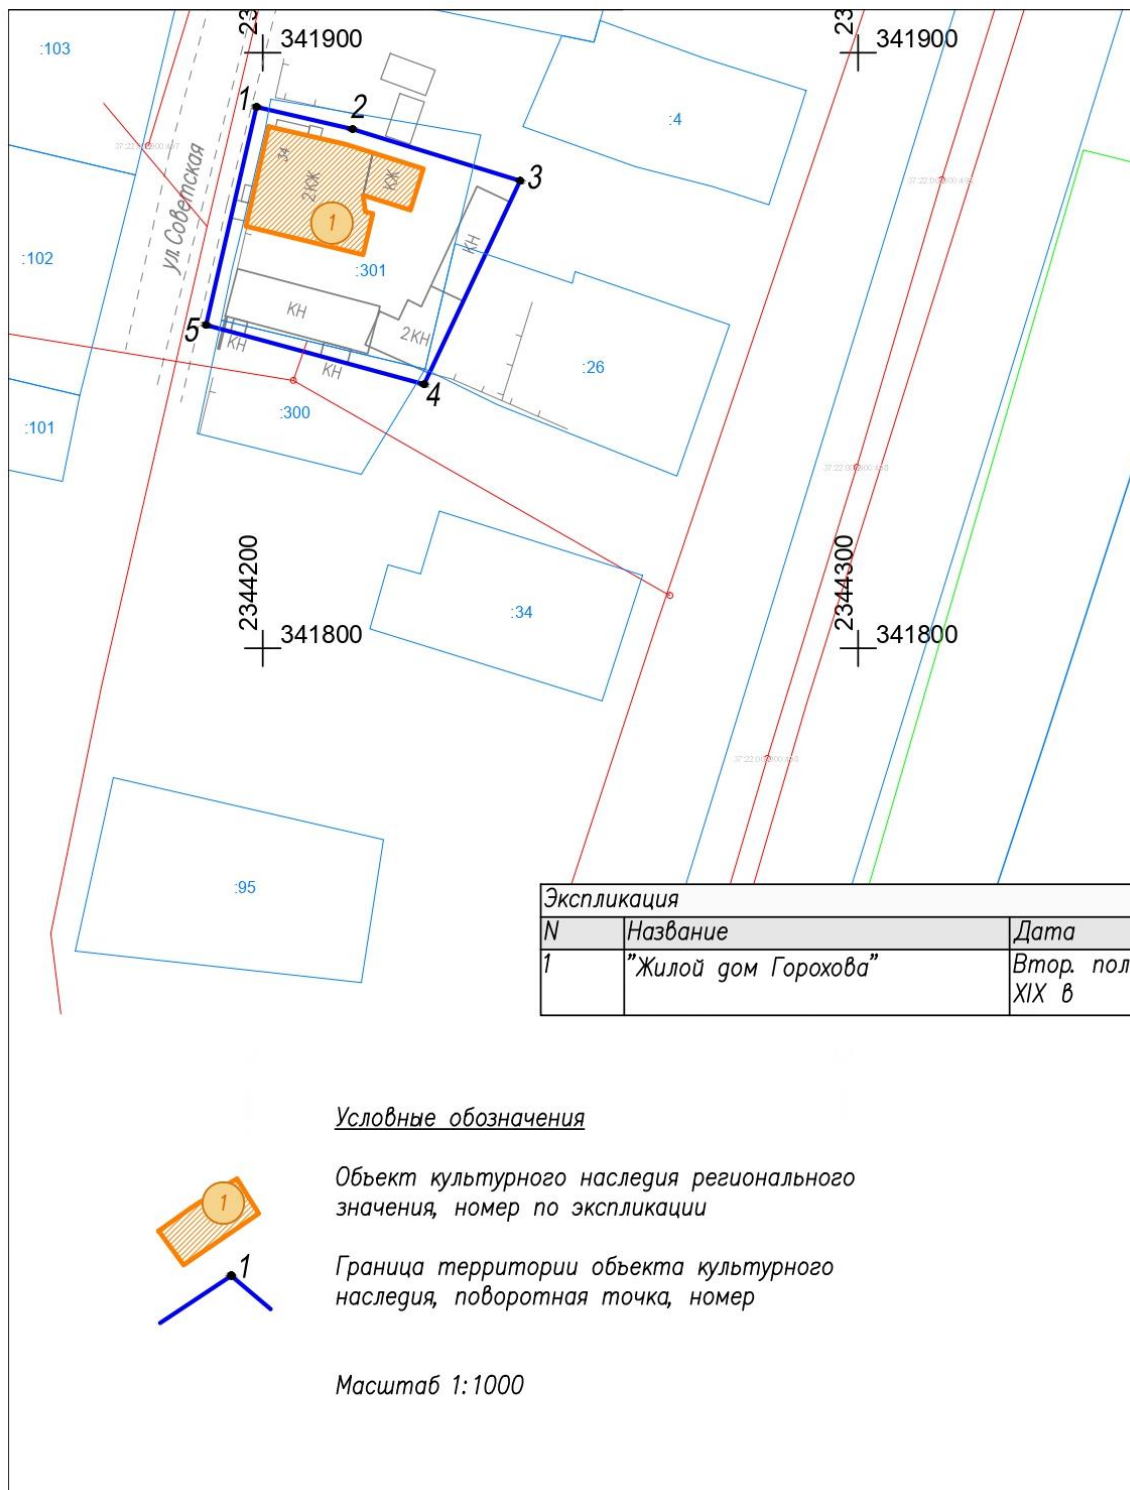 :103
23
341900
23
341900
1
2
:4
3
ул. Советская
34
2КЖ
КЖ
1
КН
:102
:301
КН
2КН
5
КН
КН
4
:26
:300
:101
2344200
341800
2344300
341800
:34
:95
Экспликация
N Название Дата
1 "Жилой дом Горохова" Втор. пол
XIX в
Условные обозначения
1
Объект культурного наследия регионального
значения, номер по экспликации
1
Граница территории объекта культурного
наследия, поворотная точка, номер
Масштаб 1:1000